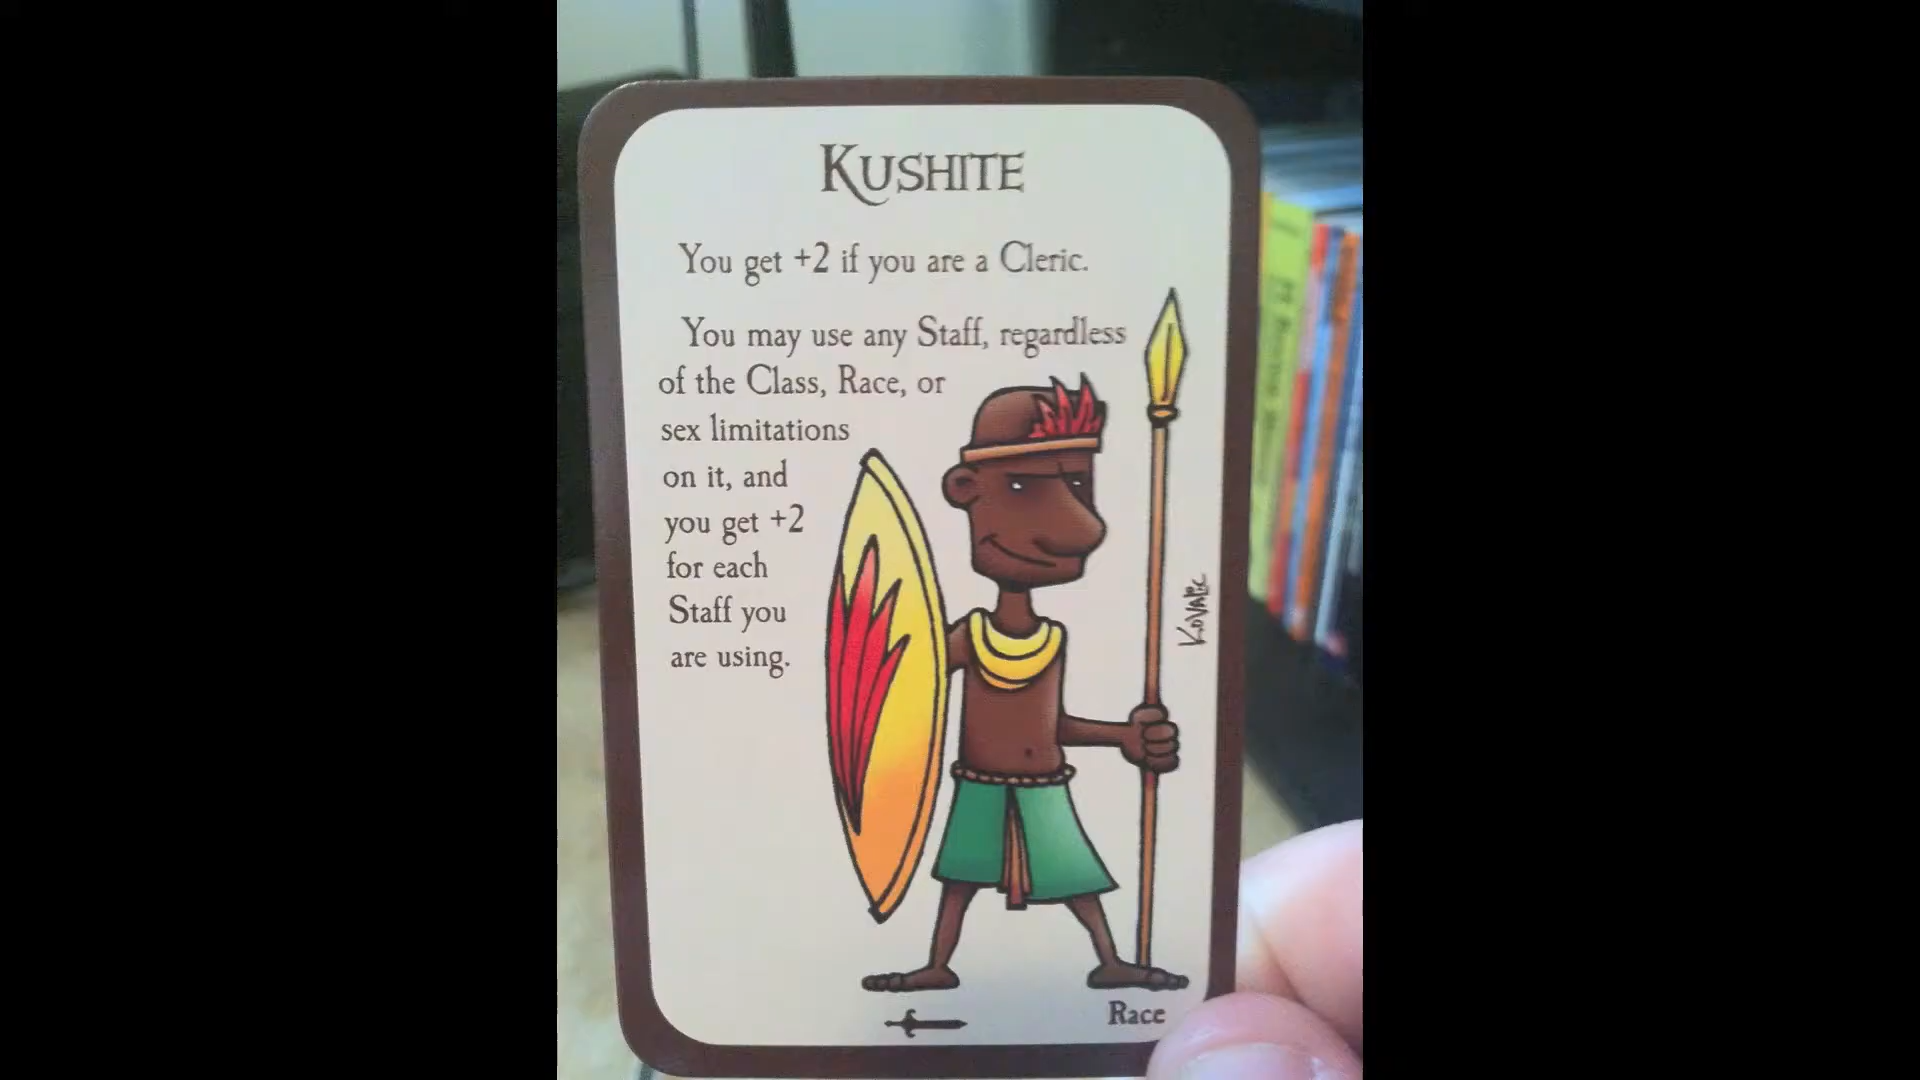 KUSHITE
You get +2 if you are a Cleric.
You may use any Staff, regardless
of the Class, Race, or
sex limitations
on it, and
you get +2
for each
Staff you
are using.
KOVALIC
Race